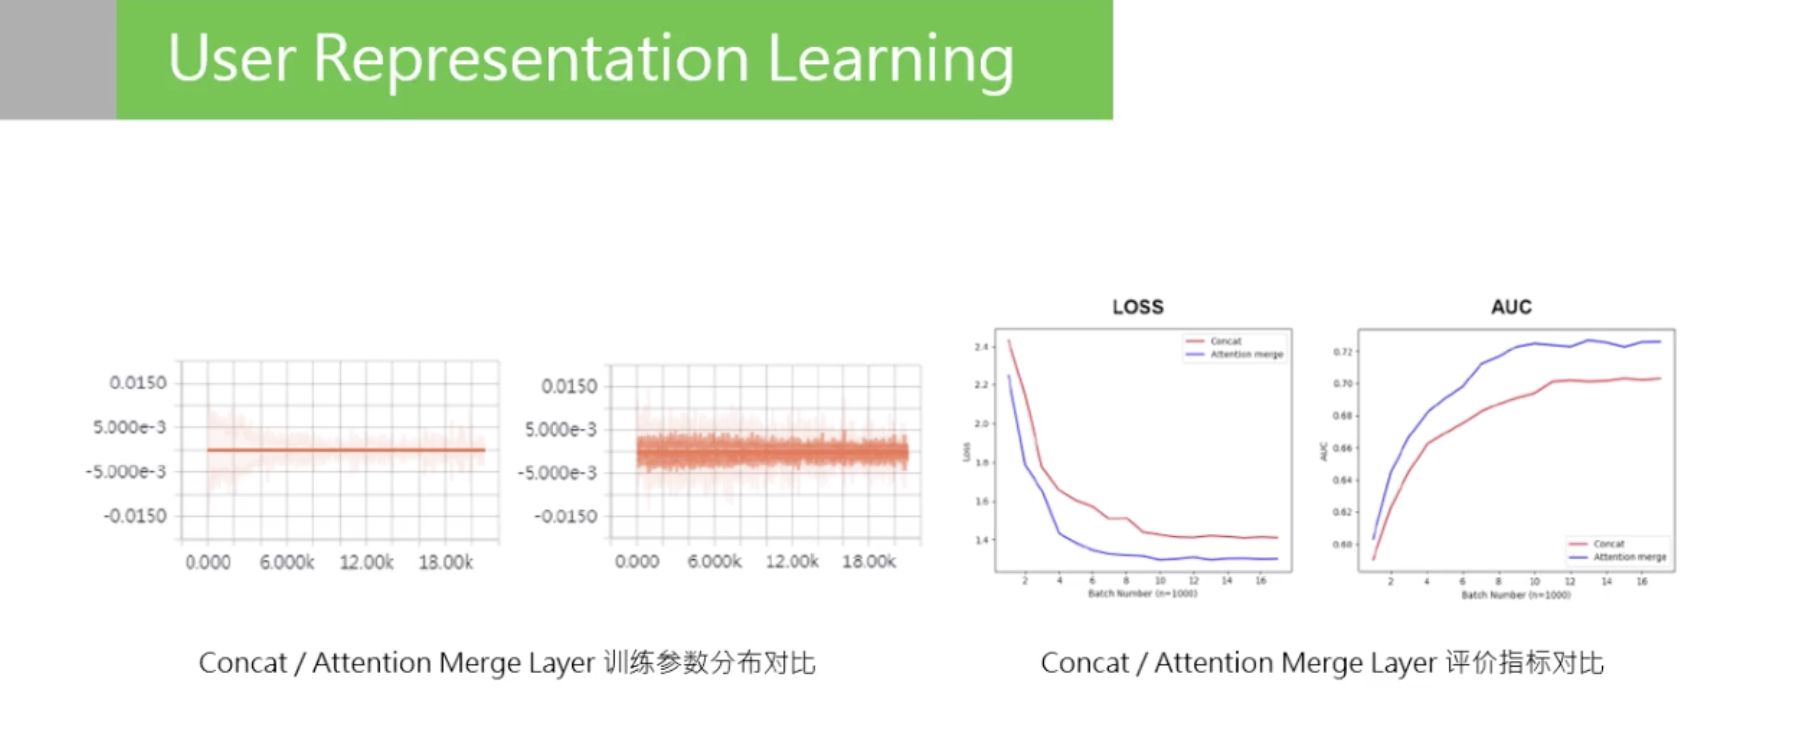 User Representation Learning
0.0150
5.000e-3
-5.000e-3
-0.0150
0.000 6.000k 12.00k 18.00k
0.0150
5.000e-3
-5.000e-3
-0.0150
0.000 6.000k 12.00k 18.00k
Concat / Attention Merge Layer 训练参数分布对比
LOSS
Concat
Attention merge
2.4
2.2
2.0
1.8
1.6
1.4
Loss
2 4 6 8 10 12 14 16
Batch Number (n=1000)
AUC
0.72
0.70
0.68
0.66
0.64
0.62
0.60
AUC
Concat
Attention merge
2 4 6 8 10 12 14 16
Batch Number (n=1000)
Concat / Attention Merge Layer 评价指标对比